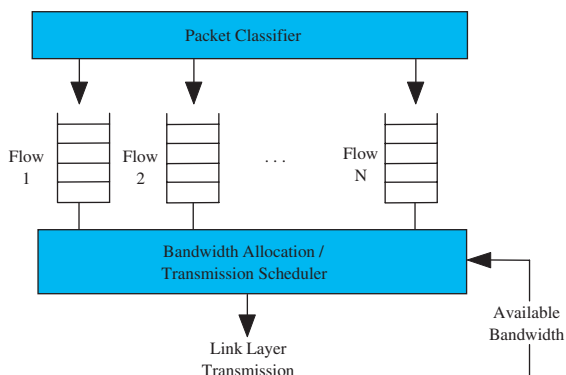 Packet Classifier
Flow
1
Flow
2
. . .
Flow
N
Bandwidth Allocation /
Transmission Scheduler
Available
Bandwidth
Link Layer
Transmission